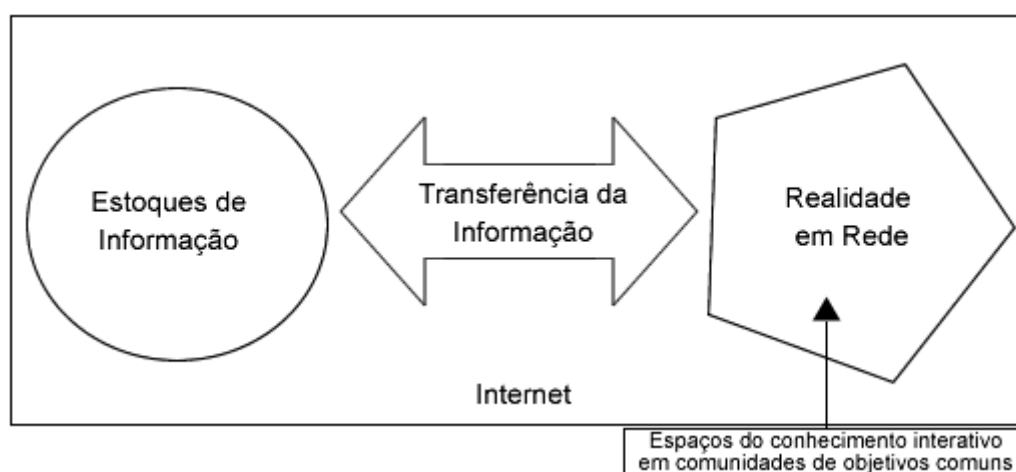 Estoques de
Informação
Transferência da
Informação
Realidade
em Rede
Internet
Espaços do conhecimento interativo
em comunidades de objetivos comuns